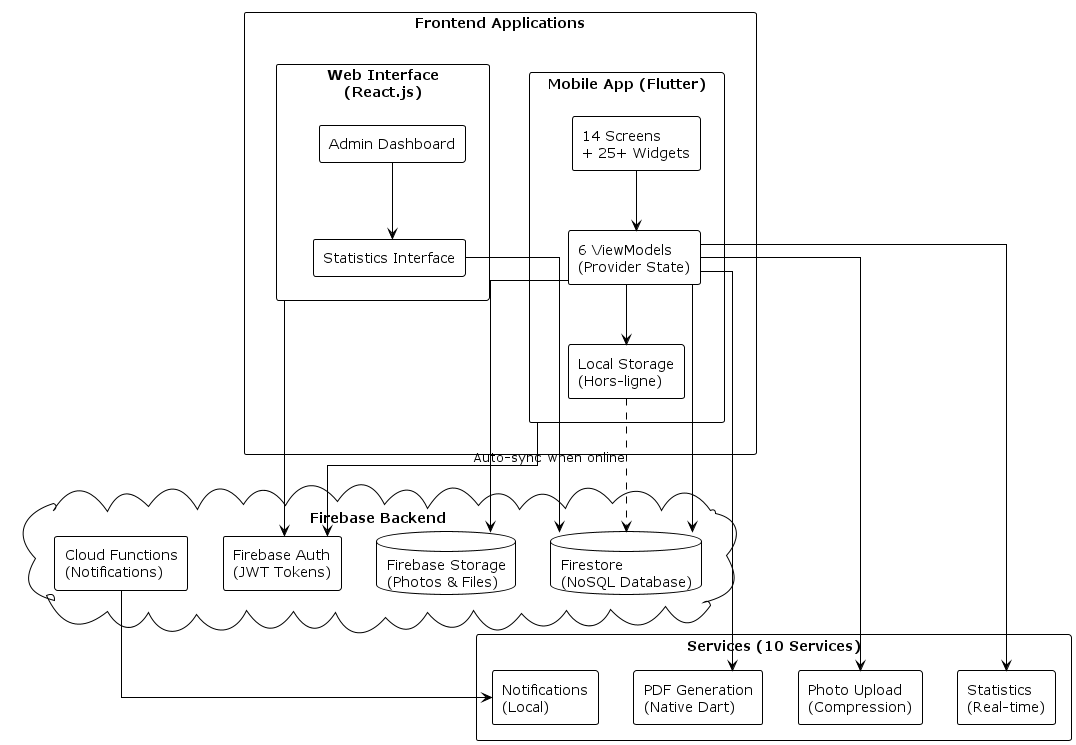 Frontend Applications
Web Interface
(React.js)
Mobile App (Flutter)
Admin Dashboard
14 Screens
+ 25+ Widgets
Statistics Interface
6 ViewModels
(Provider State)
Local Storage
(Hors-ligne)
Auto-sync when online
Firebase Backend
Cloud Functions
(Notifications)
Firebase Auth
(JWT Tokens)
Firebase Storage
(Photos & Files)
Firestore
(NoSQL Database)
Services (10 Services)
Notifications
(Local)
PDF Generation
(Native Dart)
Photo Upload
(Compression)
Statistics
(Real-time)